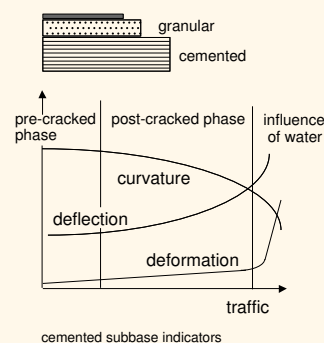 granular
cemented
pre-cracked
phase
post-cracked phase
influence
of water
curvature
deflection
deformation
traffic
cemented subbase indicators